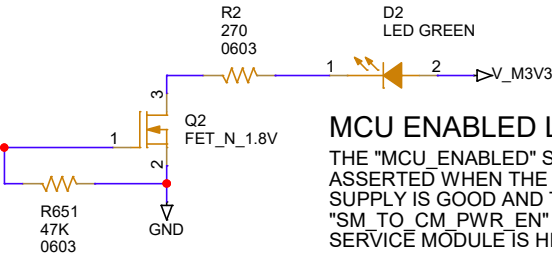 R2
270
0603
D2
LED GREEN
1
2
V_M3V3
3
Q2
FET_N_1.8V
1
2
R651
47K
0603
GND
MCU ENABLED L
THE "MCU_ENABLED" S
ASSERTED WHEN THE
SUPPLY IS GOOD AND T
"SM_TO_CM_PWR_EN"
SERVICE MODULE IS HI